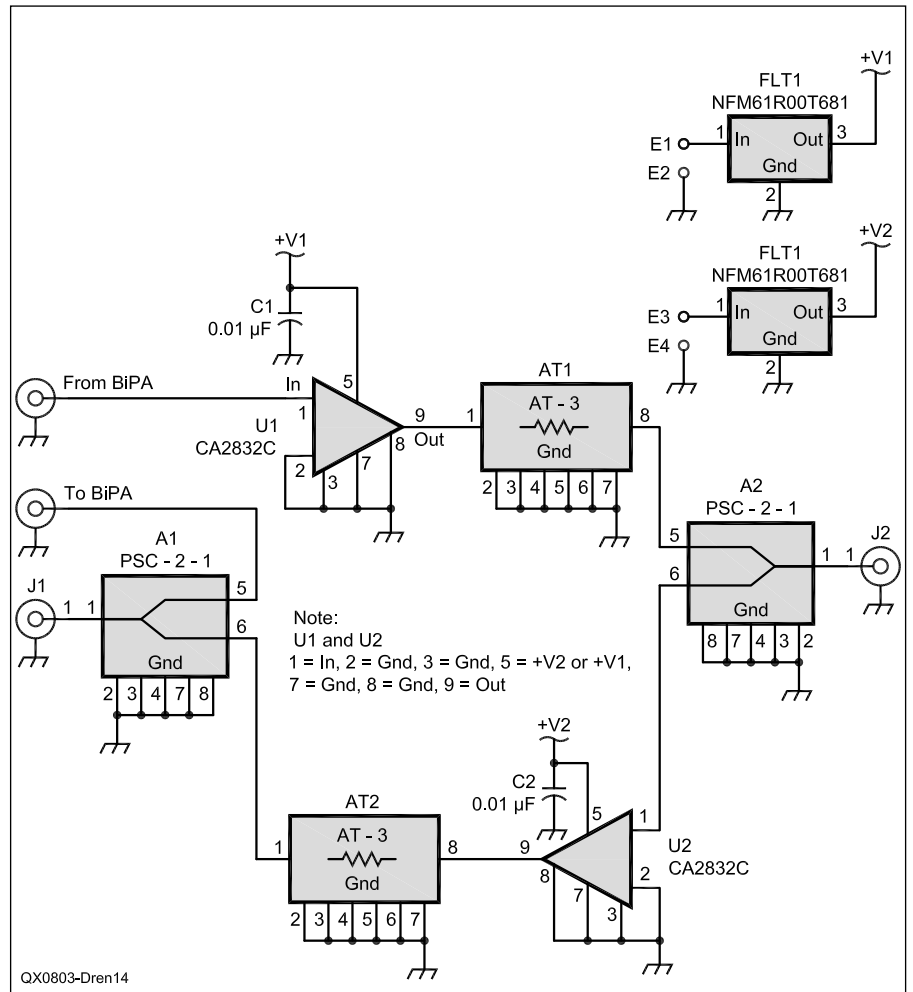 +V1
FLT1
NFM61R00T681
E1
1
In
Out
3
Gnd
E2
2
+V2
FLT1
NFM61R00T681
E3
1
In
Out
3
Gnd
E4
2
+V1
C1
0.01 µF
From BiPA
In
1
5
U1
CA2832C
2
3
7
8
9
Out
AT1
1
AT - 3
8
Gnd
2 3 4 5 6 7
To BiPA
A1
PSC - 2 - 1
J1
1 1
5
6
Gnd
2 3 4 7 8
A2
PSC - 2 - 1
5
6
1 1
J2
Gnd
8 7 4 3 2
Note:
U1 and U2
1 = In, 2 = Gnd, 3 = Gnd, 5 = +V2 or +V1,
7 = Gnd, 8 = Gnd, 9 = Out
+V2
C2
0.01 µF
5
1
U2
CA2832C
2
9
8
7
3
AT2
1
AT - 3
8
Gnd
2 3 4 5 6 7
QX0803-Dren14